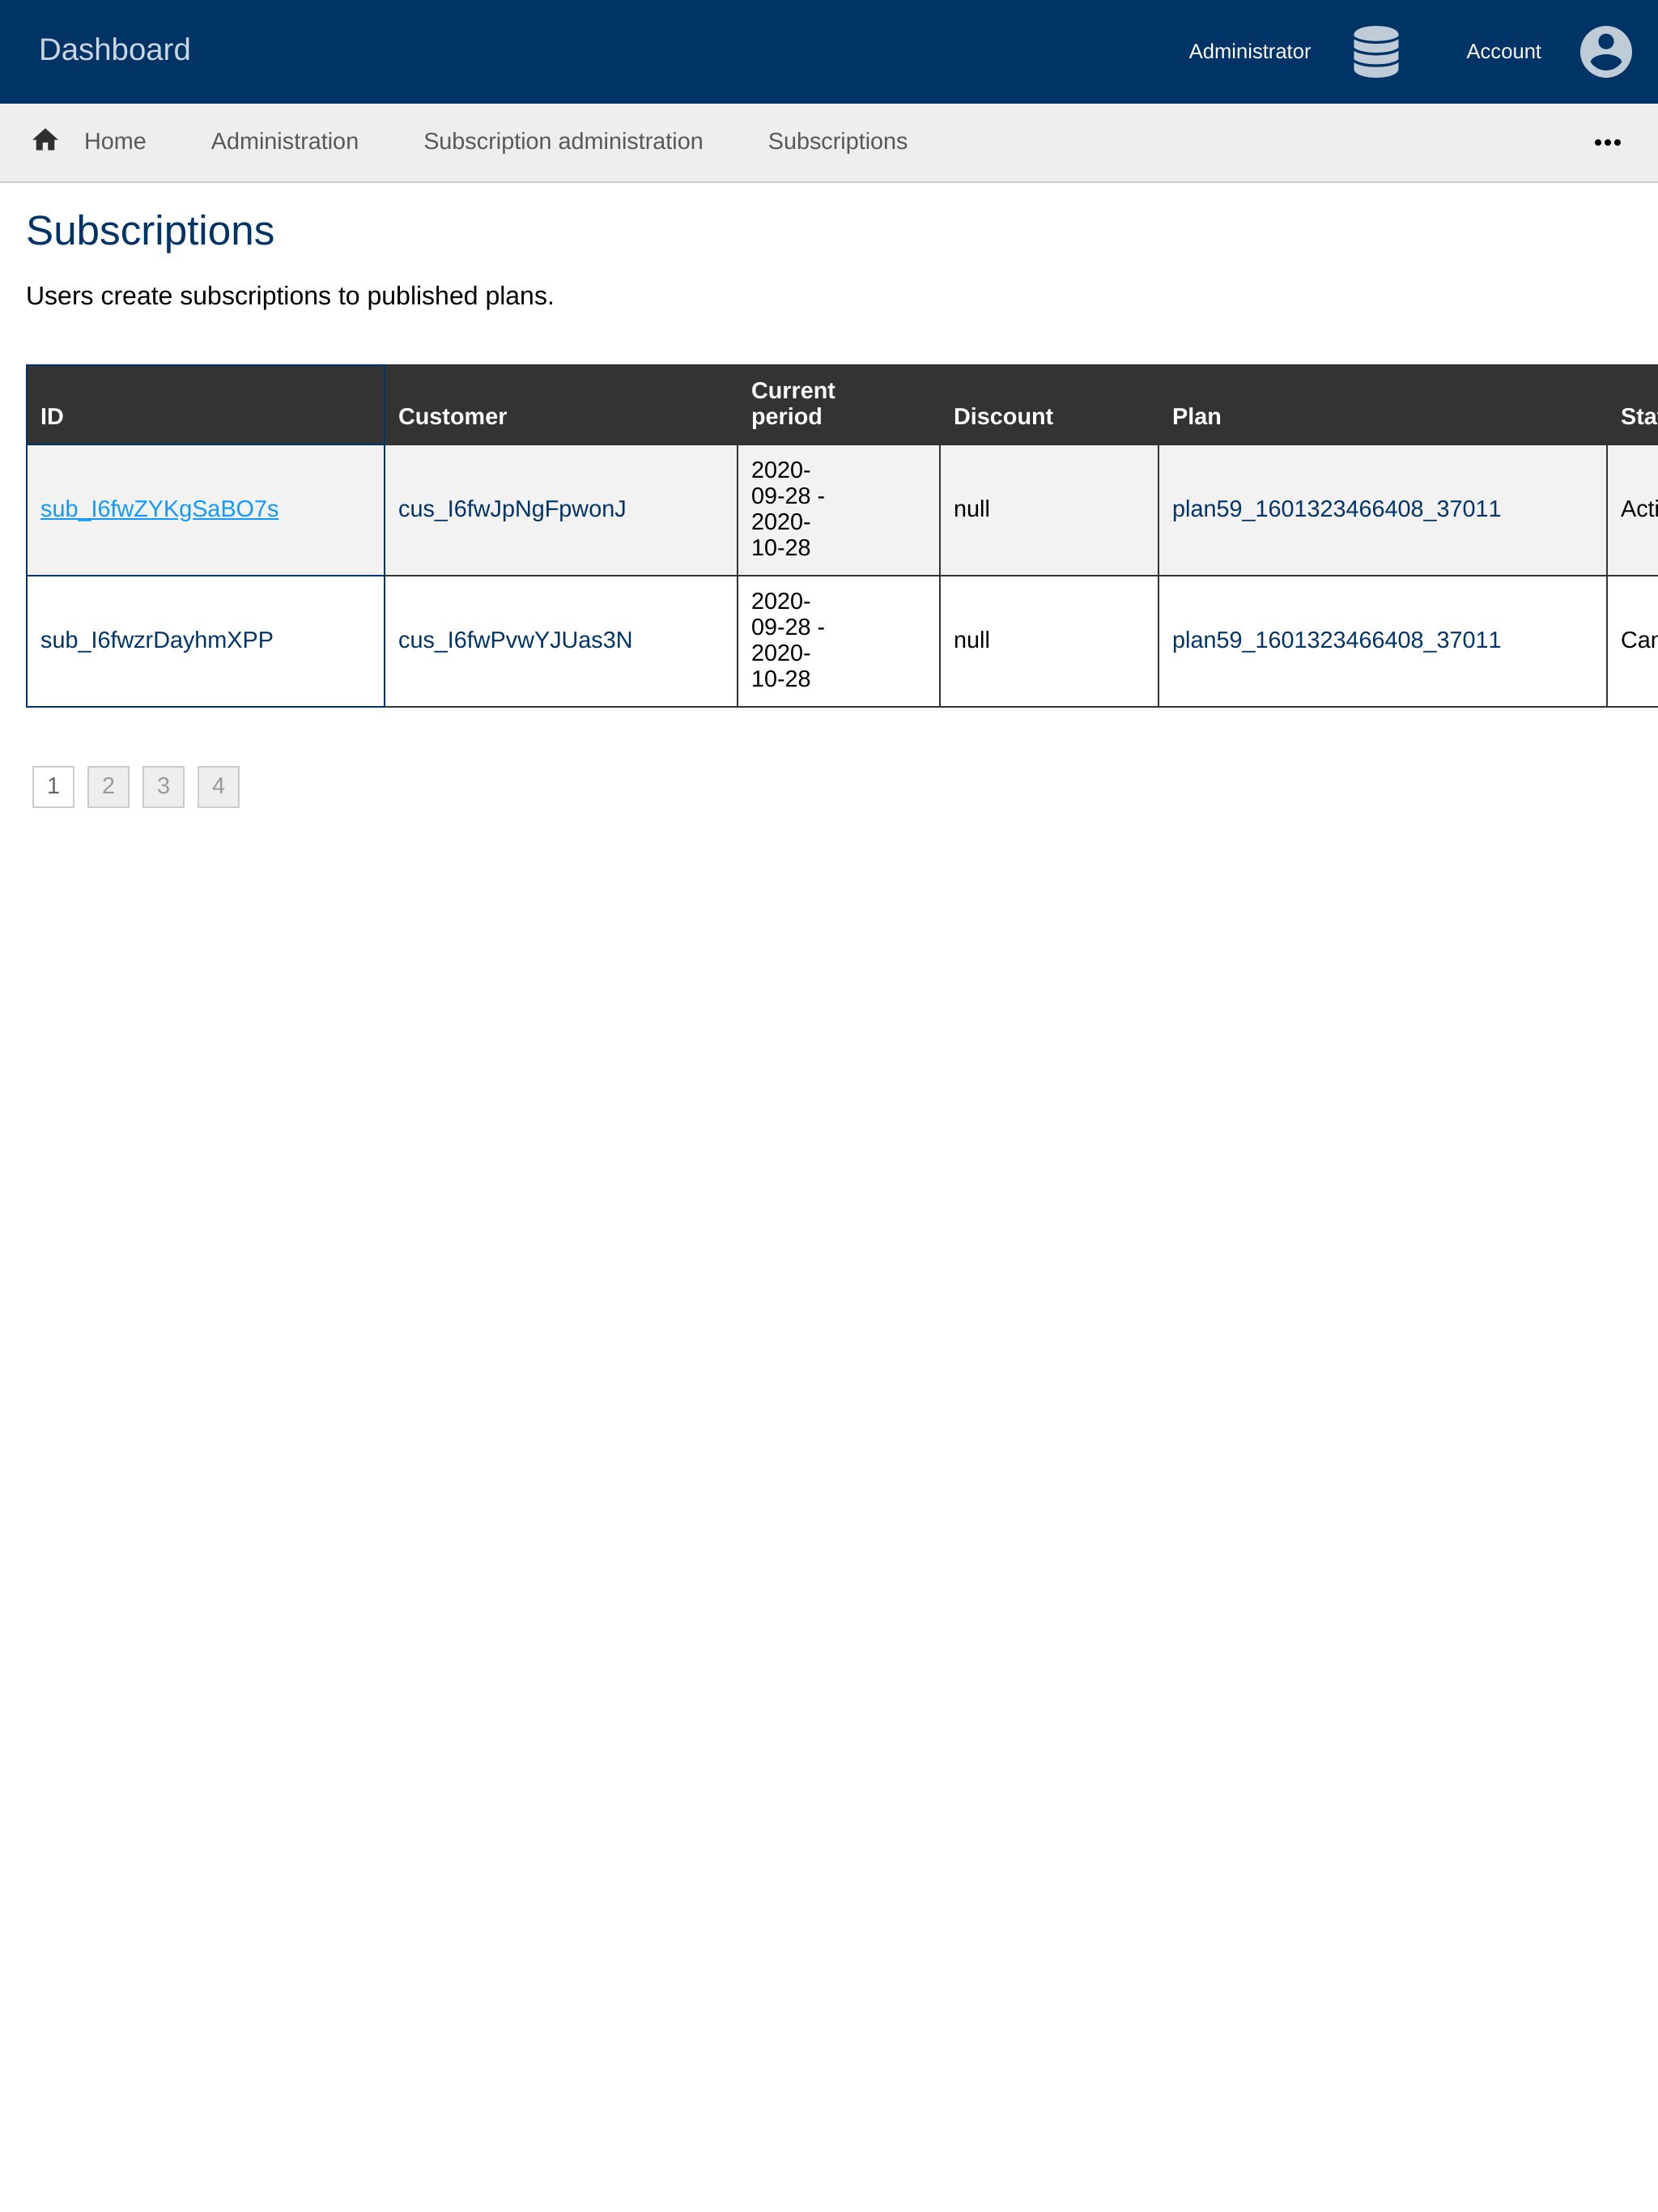 Dashboard
Administrator
Account
Home
Administration
Subscription administration
Subscriptions
Subscriptions
Users create subscriptions to published plans.
ID
Customer
Current
period
Discount
Plan
Sta
sub_I6fwZYKgSaBO7s
cus_I6fwJpNgFpwonJ
2020-
09-28 -
2020-
10-28
null
plan59_1601323466408_37011
Acti
sub_I6fwzrDayhmXPP
cus_I6fwPvwYJUas3N
2020-
09-28 -
2020-
10-28
null
plan59_1601323466408_37011
Can
1 2 3 4